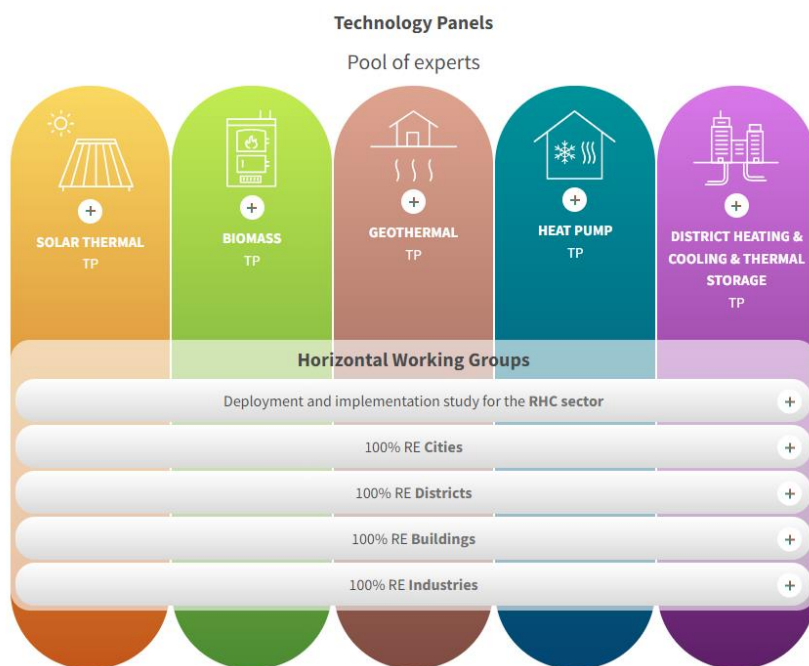 Technology Panels
Pool of experts
SOLAR THERMAL
TP
BIOMASS
TP
GEOTHERMAL
TP
HEAT PUMP
TP
DISTRICT HEATING &
COOLING & THERMAL
STORAGE
TP
Horizontal Working Groups
Deployment and implementation study for the RHC sector
100% RE Cities
100% RE Districts
100% RE Buildings
100% RE Industries